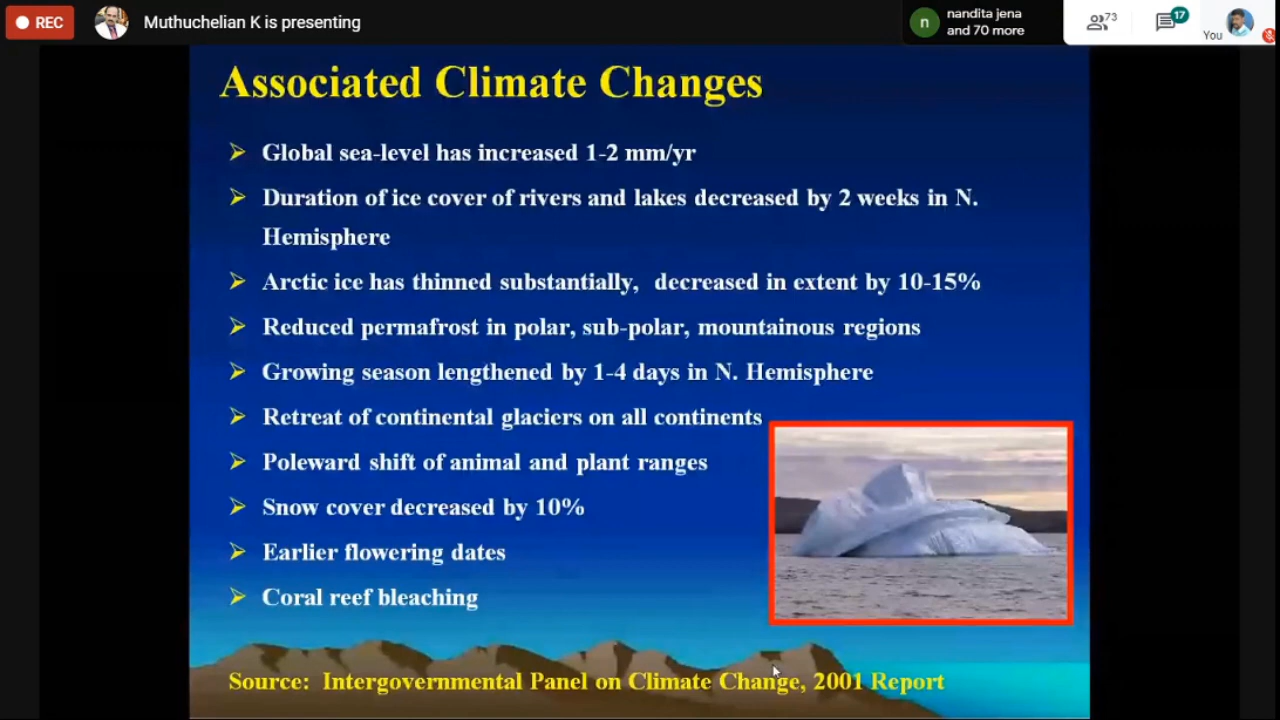 REC
Muthuchelian K is presenting
n
nandita jena
and 70 more
73
17
You
Associated Climate Changes
Global sea-level has increased 1-2 mm/yr
Duration of ice cover of rivers and lakes decreased by 2 weeks in N.
Hemisphere
Arctic ice has thinned substantially, decreased in extent by 10-15%
Reduced permafrost in polar, sub-polar, mountainous regions
Growing season lengthened by 1-4 days in N. Hemisphere
Retreat of continental glaciers on all continents
Poleward shift of animal and plant ranges
Snow cover decreased by 10%
Earlier flowering dates
Coral reef bleaching
Source: Intergovernmental Panel on Climate Change, 2001 Report